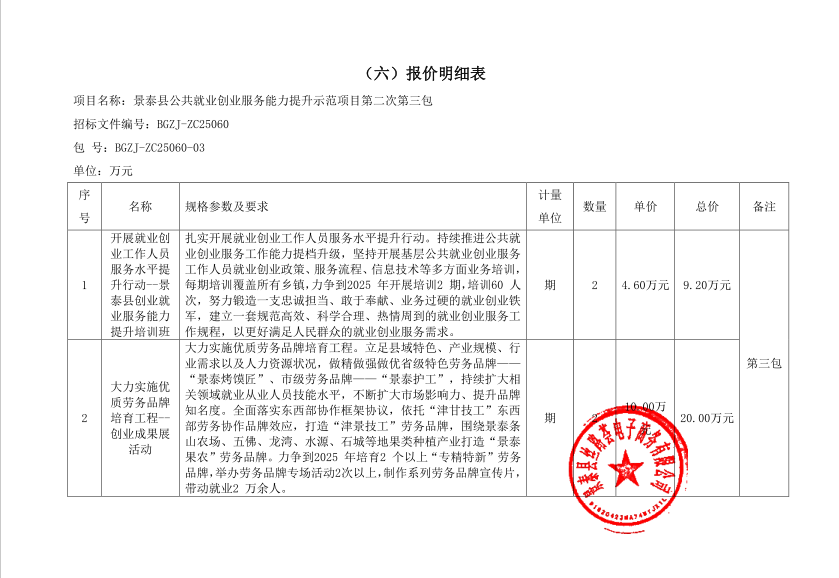 （六）报价明细表
项目名称: 景泰县公共就业创业服务能力提升示范项目第二次第三包
招标文件编号: BGZJ-ZC25060
包 号: BGZJ-ZC25060-03
单位: 万元
序号
名称
规格参数及要求
计量单位
数量
单价
总价
备注
1
开展就业创
业工作人员
服务水平提
升行动--景
泰县创业就
业服务能力
提升培训班
扎实开展就业创业工作人员服务水平提升行动。持续推进公共就
业创业服务工作能力提档升级，坚持开展基层公共就业创业服务
工作人员就业创业政策、服务流程、信息技术等多方面业务培训，
每期培训覆盖所有乡镇,力争到2025 年开展培训2 期,培训60 人
次，努力锻造一支忠诚担当、敢于奉献、业务过硬的就业创业铁
军，建立一套规范高效、科学合理、热情周到的就业创业服务工
作规程，以更好满足人民群众的就业创业服务需求。
期
2
4.60万元
9.20万元
第三包
2
大力实施优
质劳务品牌
培育工程--
创业成果展
活动
大力实施优质劳务品牌培育工程。立足县域特色、产业规模、行
业需求以及人力资源状况，做精做强做优省级特色劳务品牌——
“景泰烤馍匠”、市级劳务品牌——“景泰护工”，持续扩大相
关领域就业从业人员技能水平，不断扩大市场影响力、提升品牌
知名度。全面落实东西部协作框架协议，依托“津甘技工”东西
部劳务协作品牌效应，打造“津景技工”劳务品牌，围绕景泰条
山农场、五佛、龙湾、水源、石城等地果类种植产业打造“景泰
果农”劳务品牌。力争到2025 年培育2 个以上“专精特新”劳务
品牌,举办劳务品牌专场活动2次以上,制作系列劳务品牌宣传片，
带动就业2 万余人。
期
2
10.00万
元
20.00万元